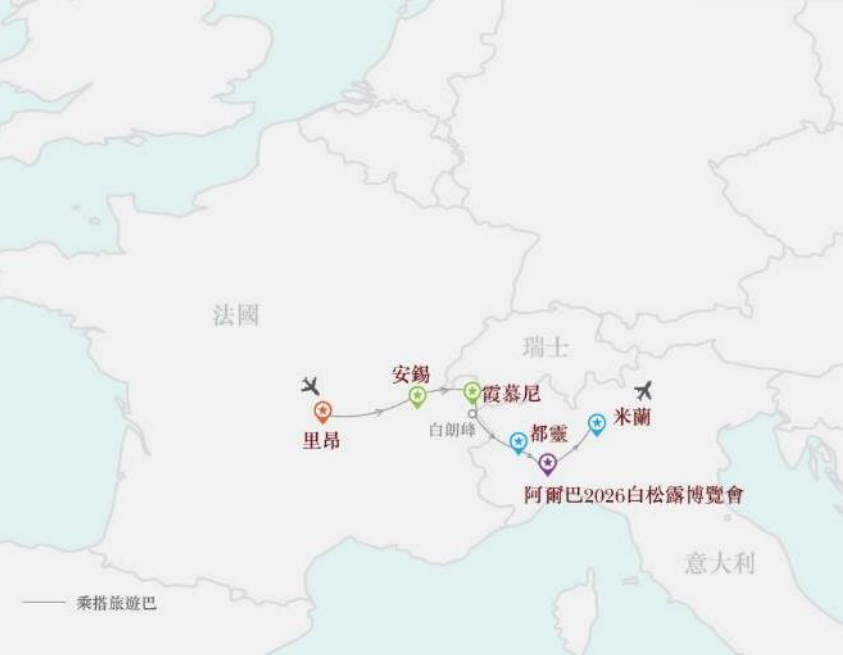 法國
瑞士
安錫
霞慕尼
里昂
白朗峰
都靈
米蘭
阿爾巴2026白松露博覽會
意大利
乘搭旅遊巴